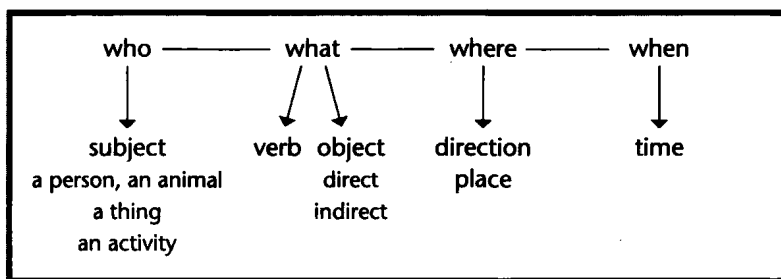 who what where when
subject verb object direction time
a person, an animal direct place
a thing indirect
an activity